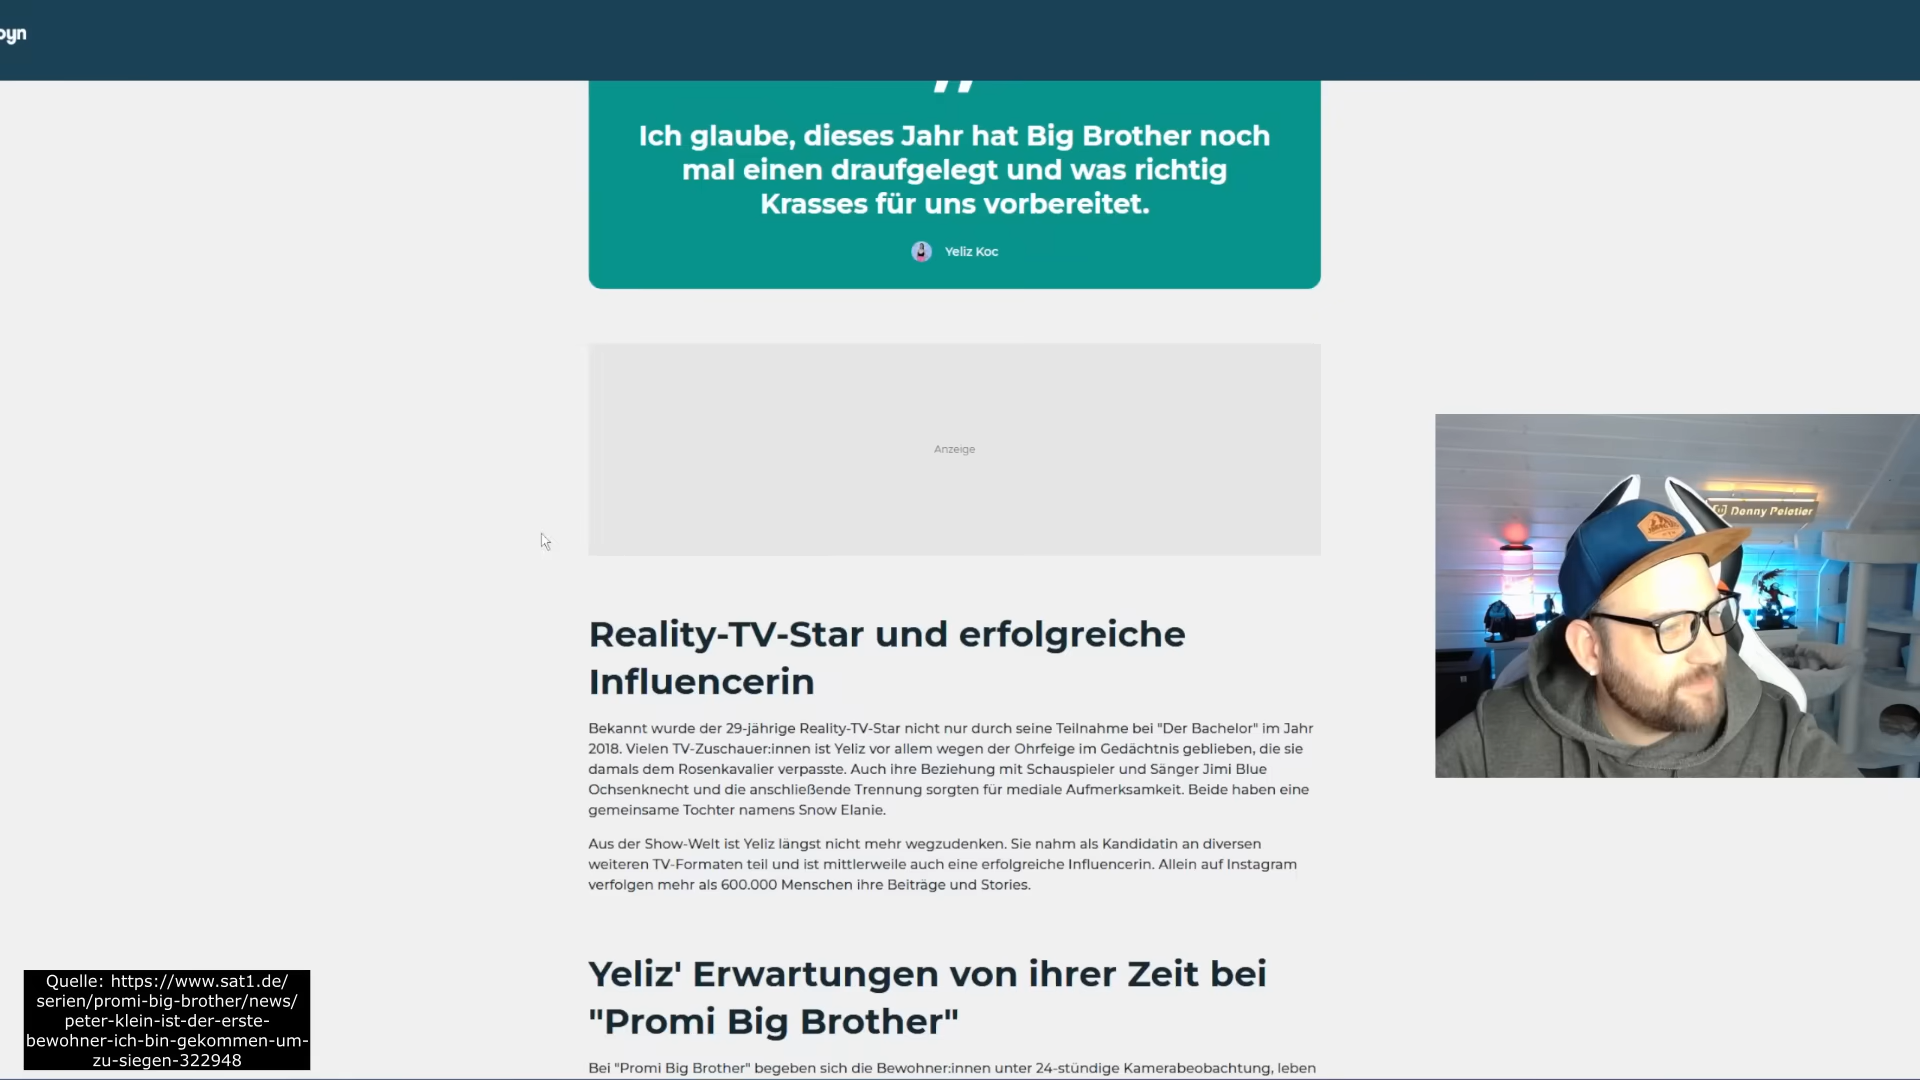 oyn
Ich glaube, dieses Jahr hat Big Brother noch
mal einen draufgelegt und was richtig
Krasses für uns vorbereitet.
Yeliz Koc
Anzeige
Donny Peletier
Reality-TV-Star und erfolgreiche
Influencerin
Bekannt wurde der 29-jährige Reality-TV-Star nicht nur durch seine Teilnahme bei "Der Bachelor" im Jahr
2018. Vielen TV-Zuschauer:innen ist Yeliz vor allem wegen der Ohrfeige im Gedächtnis geblieben, die sie
damals dem Rosenkavalier verpasste. Auch ihre Beziehung mit Schauspieler und Sänger Jimi Blue
Ochsenknecht und die anschließende Trennung sorgten für mediale Aufmerksamkeit. Beide haben eine
gemeinsame Tochter namens Snow Elanie.
Aus der Show-Welt ist Yeliz längst nicht mehr wegzudenken. Sie nahm als Kandidatin an diversen
weiteren TV-Formaten teil und ist mittlerweile auch eine erfolgreiche Influencerin. Allein auf Instagram
verfolgen mehr als 600.000 Menschen ihre Beiträge und Stories.
Yeliz' Erwartungen von ihrer Zeit bei
"Promi Big Brother"
Bei "Promi Big Brother" begeben sich die Bewohner:innen unter 24-stündige Kamerabeobachtung, leben
Quelle: https://www.sat1.de/
serien/promi-big-brother/news/
peter-klein-ist-der-erste-
bewohner-ich-bin-gekommen-um-
zu-siegen-322948